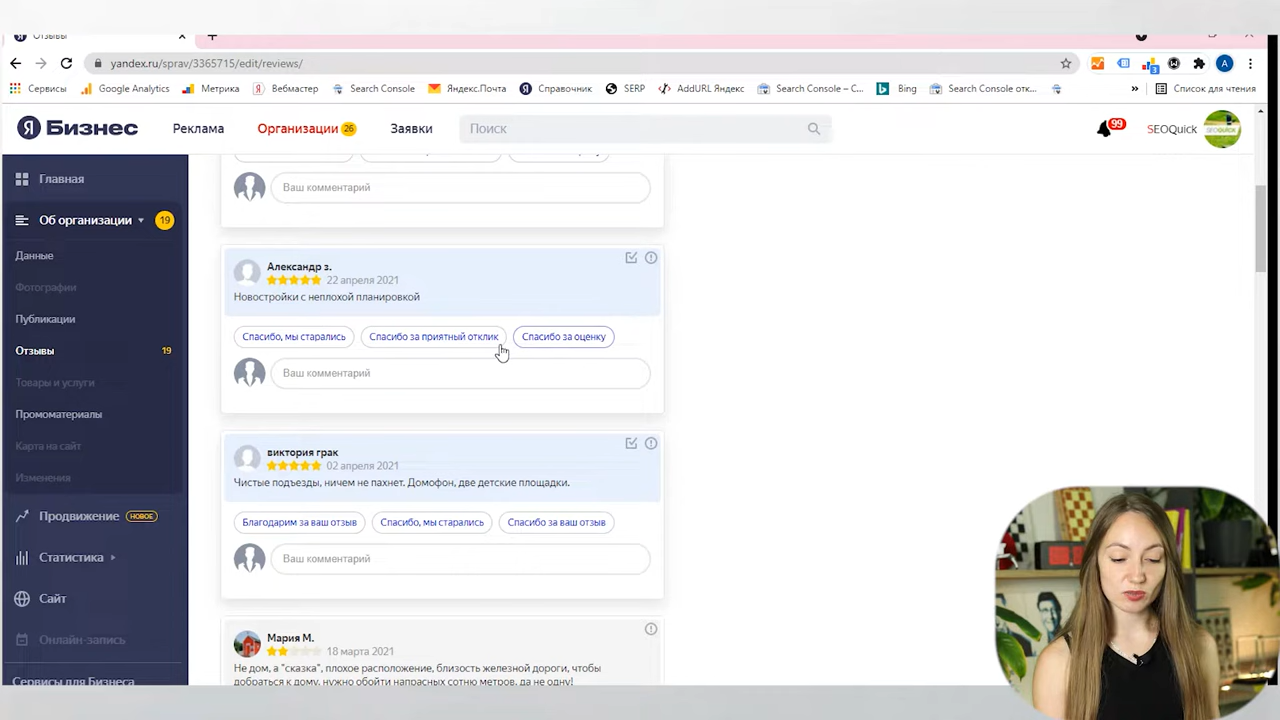 Отзывы
yandex.ru/sprav/3365715/edit/reviews/
Сервисы Google Analytics Метрика Вебмастер Search Console Яндекс.Почта Справочник SERP AddURL Яндекс Search Console – С... Bing Search Console отк... » Список для чтения
Я Бизнес Реклама Организации 26 Заявки Поиск 99 SEOQuick
Главная
Ваш комментарий
Об организации 19
Данные
Александр з.
22 апреля 2021
Фотографии
Новостройки с неплохой планировкой
Публикации
Спасибо, мы старались Спасибо за приятный отклик Спасибо за оценку
Отзывы 19
Ваш комментарий
Товары и услуги
Промоматериалы
Карта на сайт
виктория грак
02 апреля 2021
Изменения
Чистые подъезды, ничем не пахнет. Домофон, две детские площадки.
Продвижение НОВОЕ
Благодарим за ваш отзыв Спасибо, мы старались Спасибо за ваш отзыв
Статистика
Ваш комментарий
Сайт
Онлайн-запись
Мария М.
18 марта 2021
Не дом, а "сказка", плохое расположение, близость железной дороги, чтобы
Сервисы для Бизнеса
добраться к дому, нужно обойти напрасных сотню метров, да не одну!